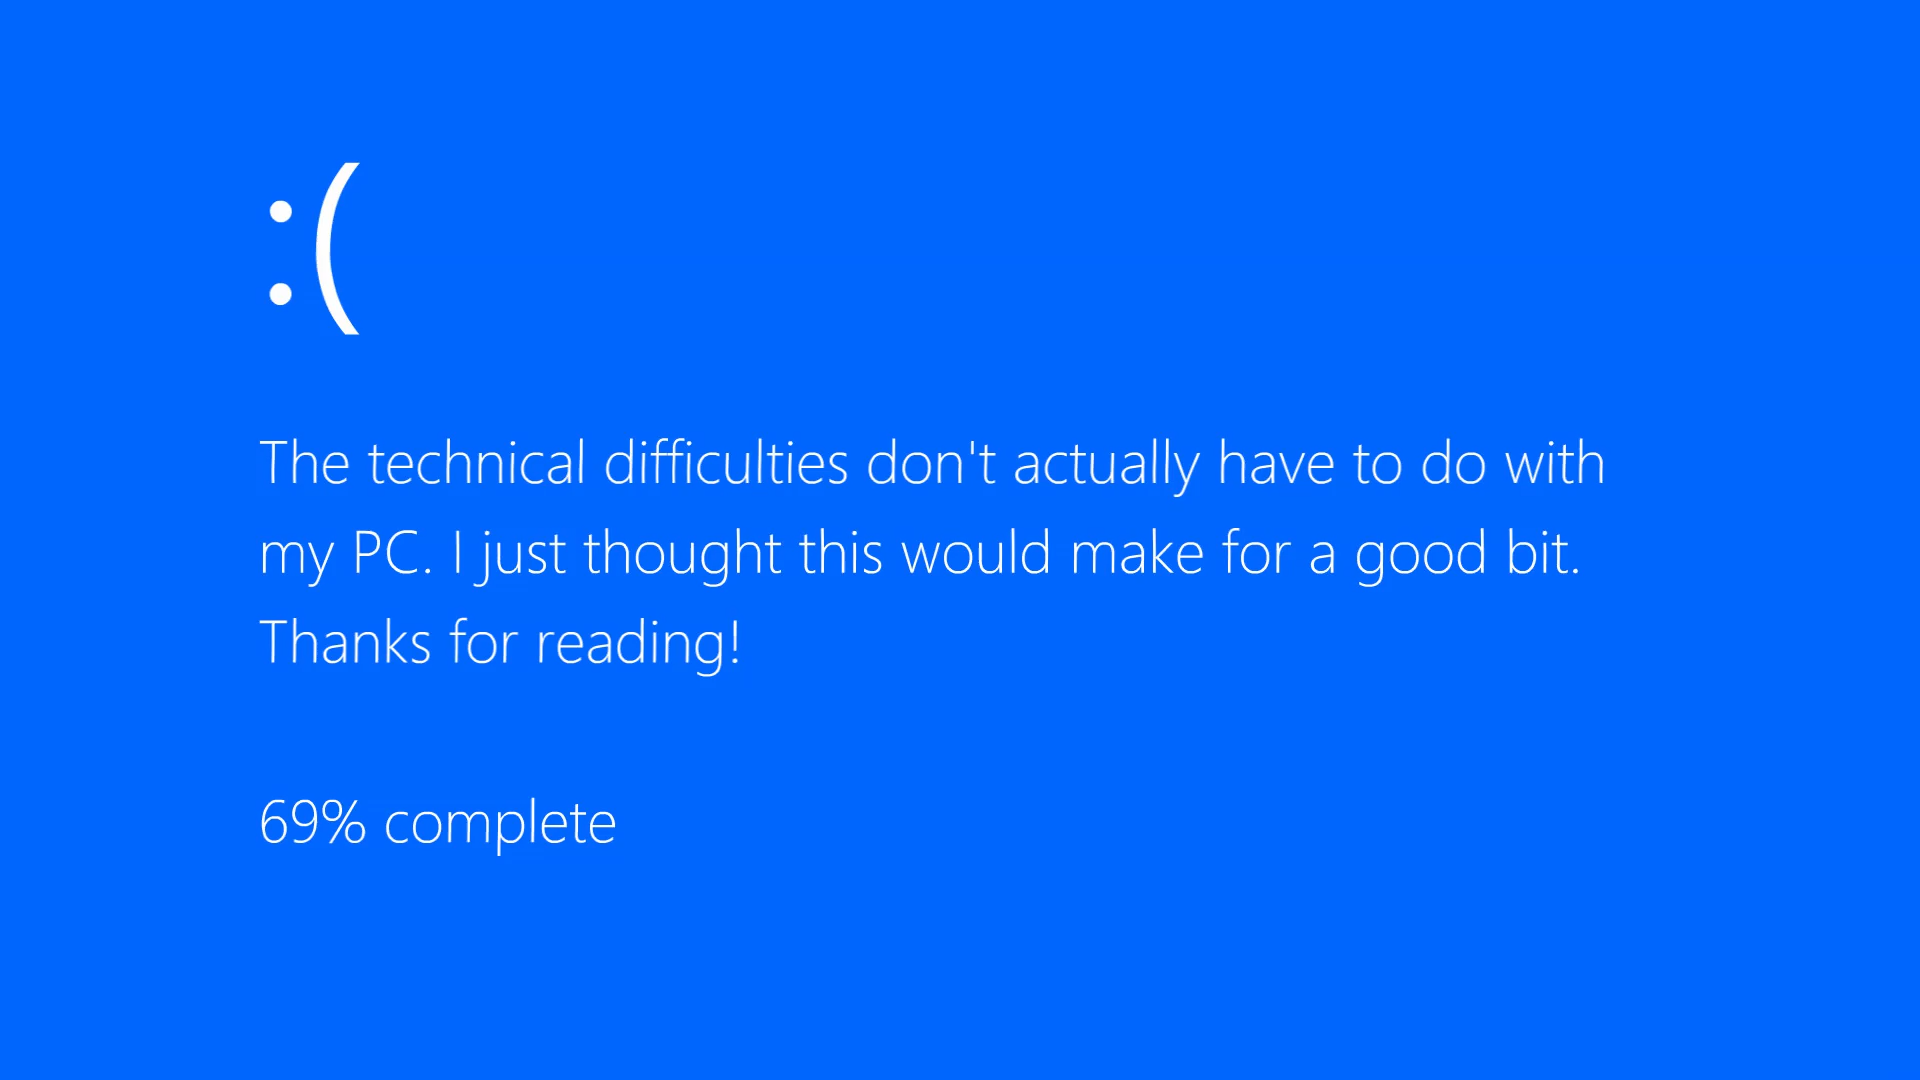 :(
The technical difficulties don't actually have to do with
my PC. I just thought this would make for a good bit.
Thanks for reading!
69% complete